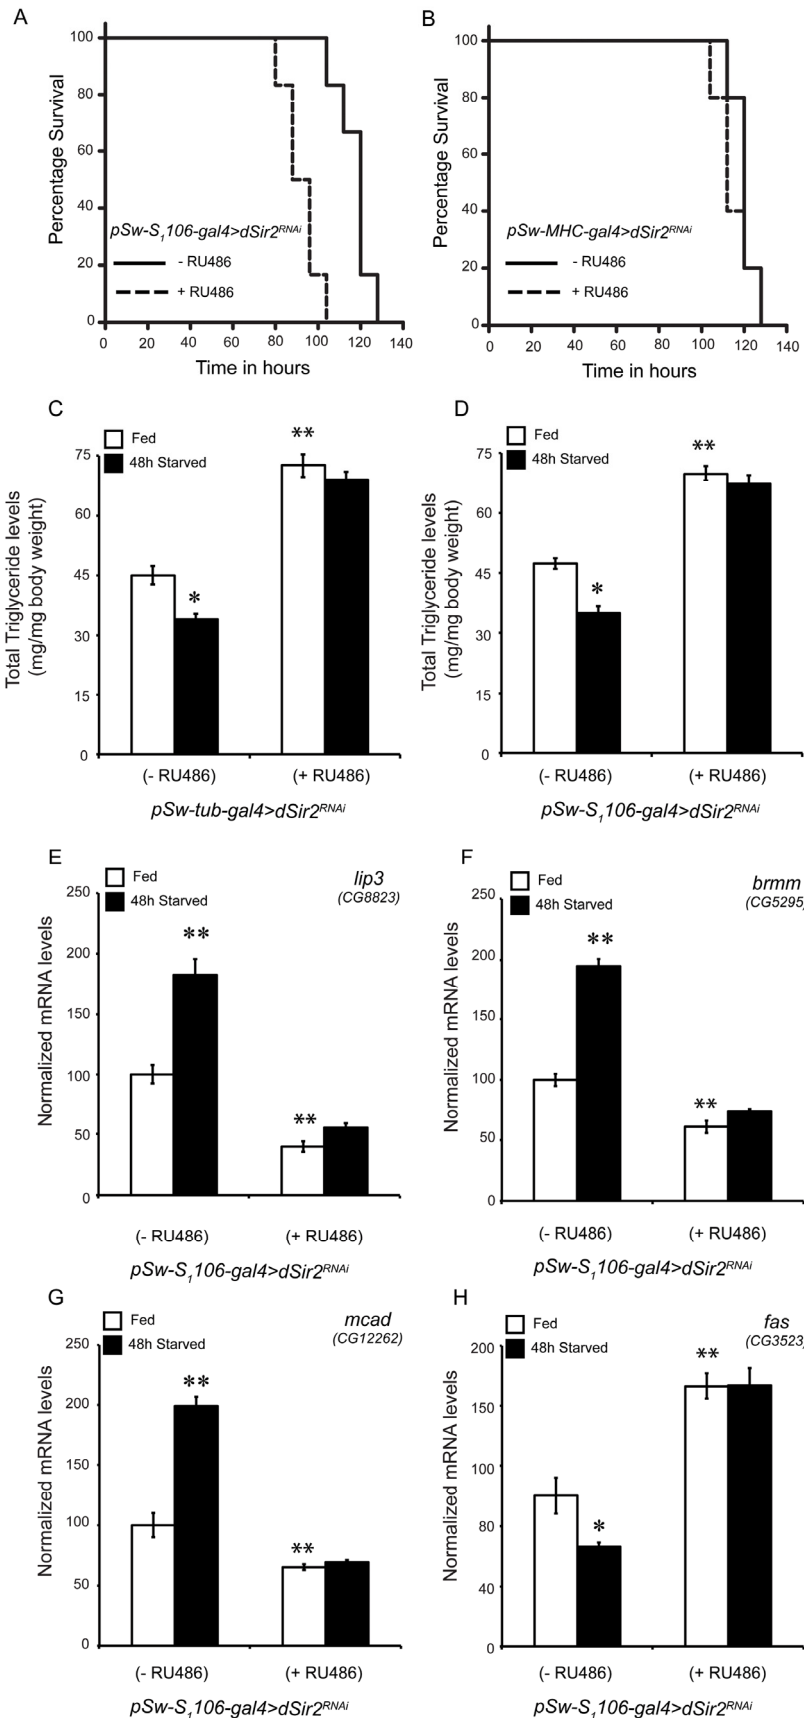 A
Percentage Survival
100
80
60
40
20
0
pSw-S₁106-gal4>dSir2ᴿᴺᴬⁱ
- RU486
+ RU486
0 20 40 60 80 100 120 140
Time in hours
B
Percentage Survival
100
80
60
40
20
0
pSw-MHC-gal4>dSir2ᴿᴺᴬⁱ
- RU486
+ RU486
0 20 40 60 80 100 120 140
Time in hours
C
Fed
48h Starved
Total Triglyceride levels
(mg/mg body weight)
75
60
45
30
15
0
*
**
(- RU486) (+ RU486)
pSw-tub-gal4>dSir2ᴿᴺᴬⁱ
D
Fed
48h Starved
Total Triglyceride levels
(mg/mg body weight)
75
60
45
30
15
0
*
**
(- RU486) (+ RU486)
pSw-S₁106-gal4>dSir2ᴿᴺᴬⁱ
E
Fed
48h Starved
lip3
(CG8823)
Normalized mRNA levels
250
200
150
100
50
0
**
**
(- RU486) (+ RU486)
pSw-S₁106-gal4>dSir2ᴿᴺᴬⁱ
F
Fed
48h Starved
brmm
(CG5295)
Normalized mRNA levels
250
200
150
100
50
0
**
**
(- RU486) (+ RU486)
pSw-S₁106-gal4>dSir2ᴿᴺᴬⁱ
G
Fed
48h Starved
mcad
(CG12262)
Normalized mRNA levels
250
200
150
100
50
0
**
**
(- RU486) (+ RU486)
pSw-S₁106-gal4>dSir2ᴿᴺᴬⁱ
H
Fed
48h Starved
fas
(CG3523)
Normalized mRNA levels
200
150
100
80
40
0
*
**
(- RU486) (+ RU486)
pSw-S₁106-gal4>dSir2ᴿᴺᴬⁱ